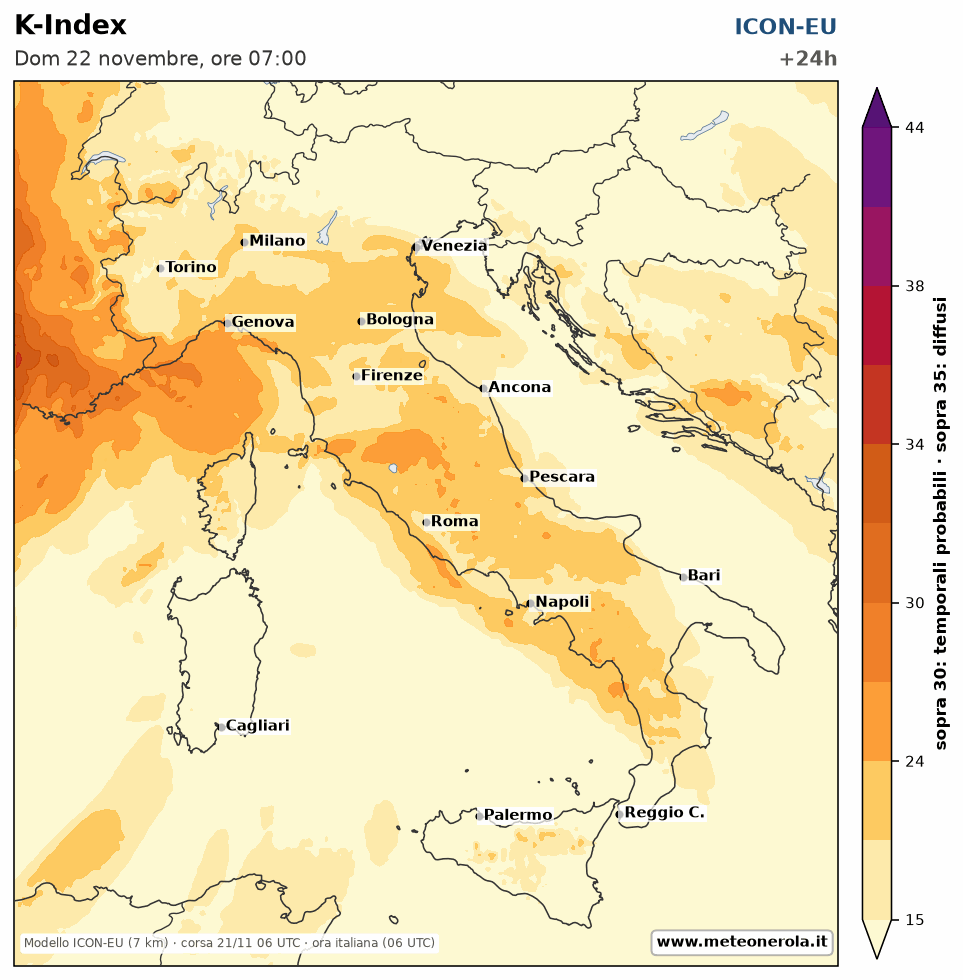 K-Index
ICON-EU
Dom 22 novembre, ore 07:00
+24h
Milano
Venezia
Torino
Genova
Bologna
Firenze
Ancona
Pescara
Roma
Bari
Napoli
Cagliari
Palermo
Reggio C.
44
38
34
30
24
15
sopra 30: temporali probabili · sopra 35: diffusi
Modello ICON-EU (7 km) · corsa 21/11 06 UTC · ora italiana (06 UTC)
www.meteonerola.it